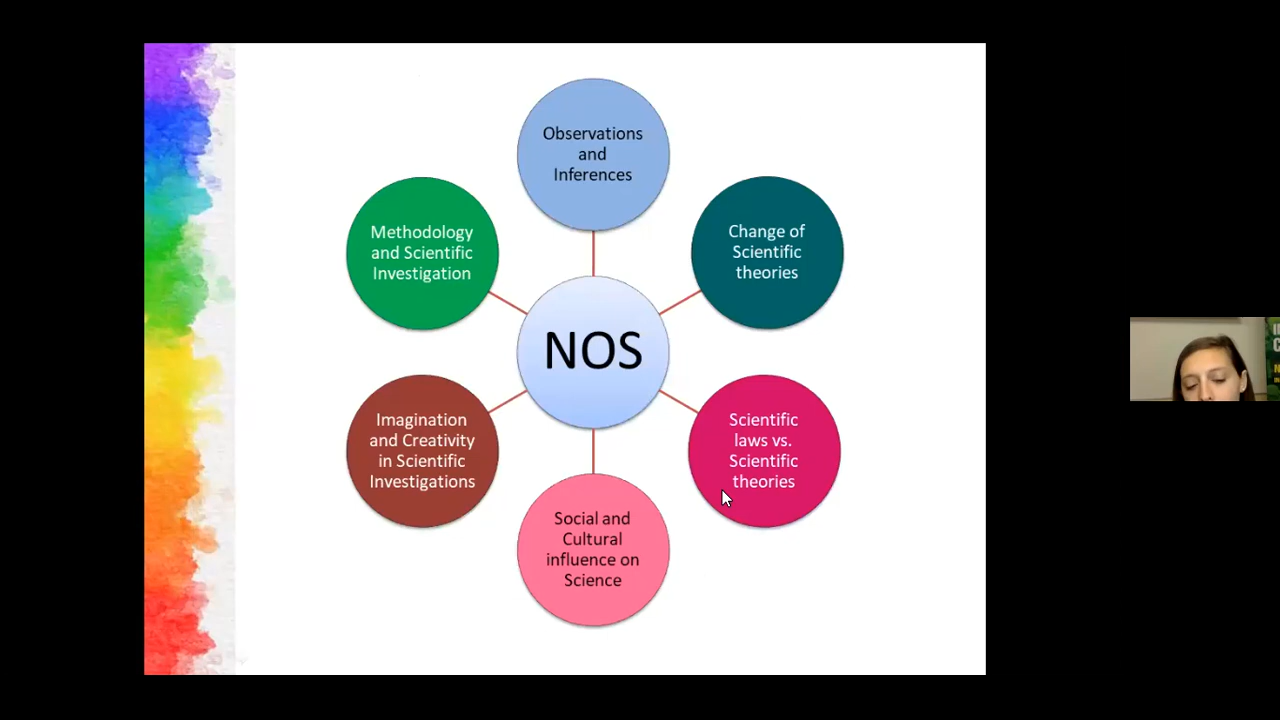 Observations
and
Inferences
Change of
Scientific
theories
Scientific
laws vs.
Scientific
theories
Social and
Cultural
influence on
Science
Imagination
and Creativity
in Scientific
Investigations
Methodology
and Scientific
Investigation
NOS